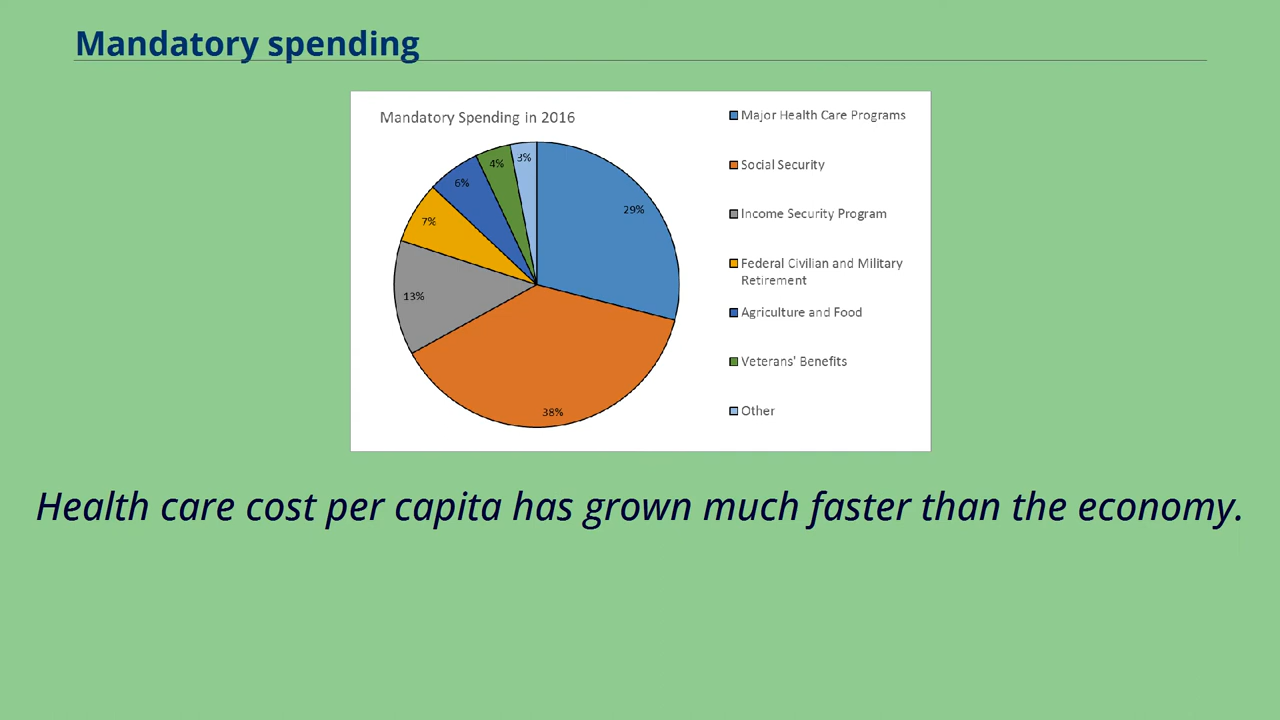 Mandatory spending
Mandatory Spending in 2016
Major Health Care Programs
Social Security
Income Security Program
Federal Civilian and Military
Retirement
Agriculture and Food
Veterans' Benefits
Other
3%
4%
6%
29%
7%
13%
38%
Health care cost per capita has grown much faster than the economy.